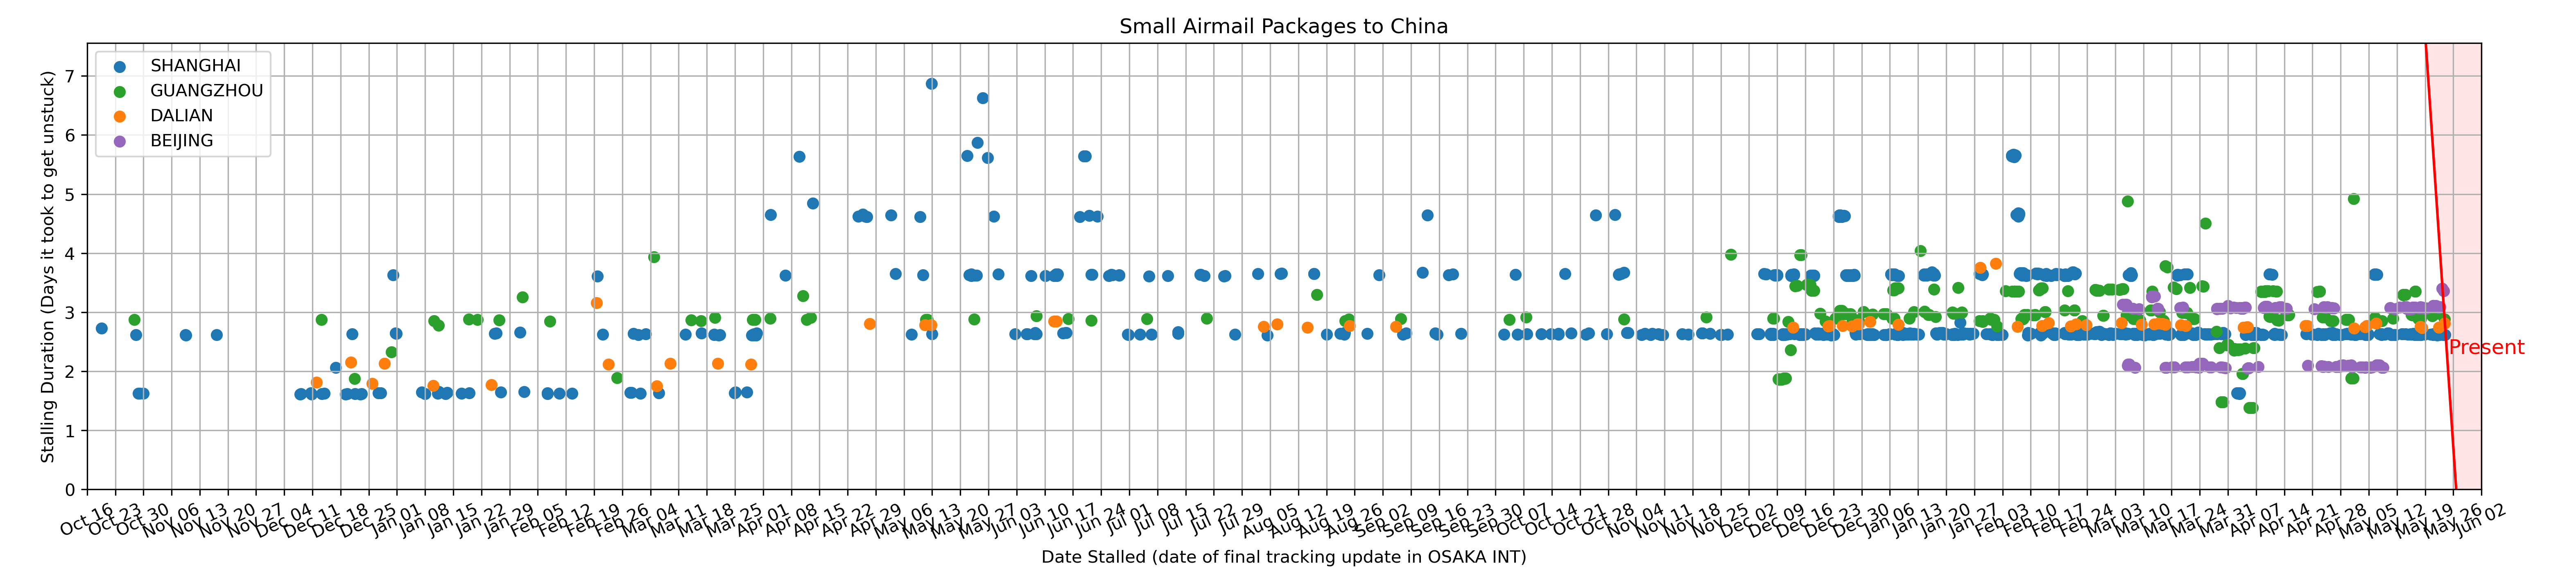 Small Airmail Packages to China
SHANGHAI
GUANGZHOU
DALIAN
BEIJING
Stalling Duration (Days it took to get unstuck)
7
6
5
4
3
2
1
0
Present
Oct 16
Oct 23
Oct 30
Nov 06
Nov 13
Nov 20
Nov 27
Dec 04
Dec 11
Dec 18
Dec 25
Jan 01
Jan 08
Jan 15
Jan 22
Jan 29
Feb 05
Feb 12
Feb 19
Feb 26
Mar 04
Mar 11
Mar 18
Mar 25
Apr 01
Apr 08
Apr 15
Apr 22
Apr 29
May 06
May 13
May 20
May 27
Jun 03
Jun 10
Jun 17
Jun 24
Jul 01
Jul 08
Jul 15
Jul 22
Jul 29
Aug 05
Aug 12
Aug 19
Aug 26
Sep 02
Sep 09
Sep 16
Sep 23
Sep 30
Oct 07
Oct 14
Oct 21
Oct 28
Nov 04
Nov 11
Nov 18
Nov 25
Dec 02
Dec 09
Dec 16
Dec 23
Dec 30
Jan 06
Jan 13
Jan 20
Jan 27
Feb 03
Feb 10
Feb 17
Feb 24
Mar 03
Mar 10
Mar 17
Mar 24
Mar 31
Apr 07
Apr 14
Apr 21
Apr 28
May 05
May 12
May 19
May 26
Jun 02
Date Stalled (date of final tracking update in OSAKA INT)